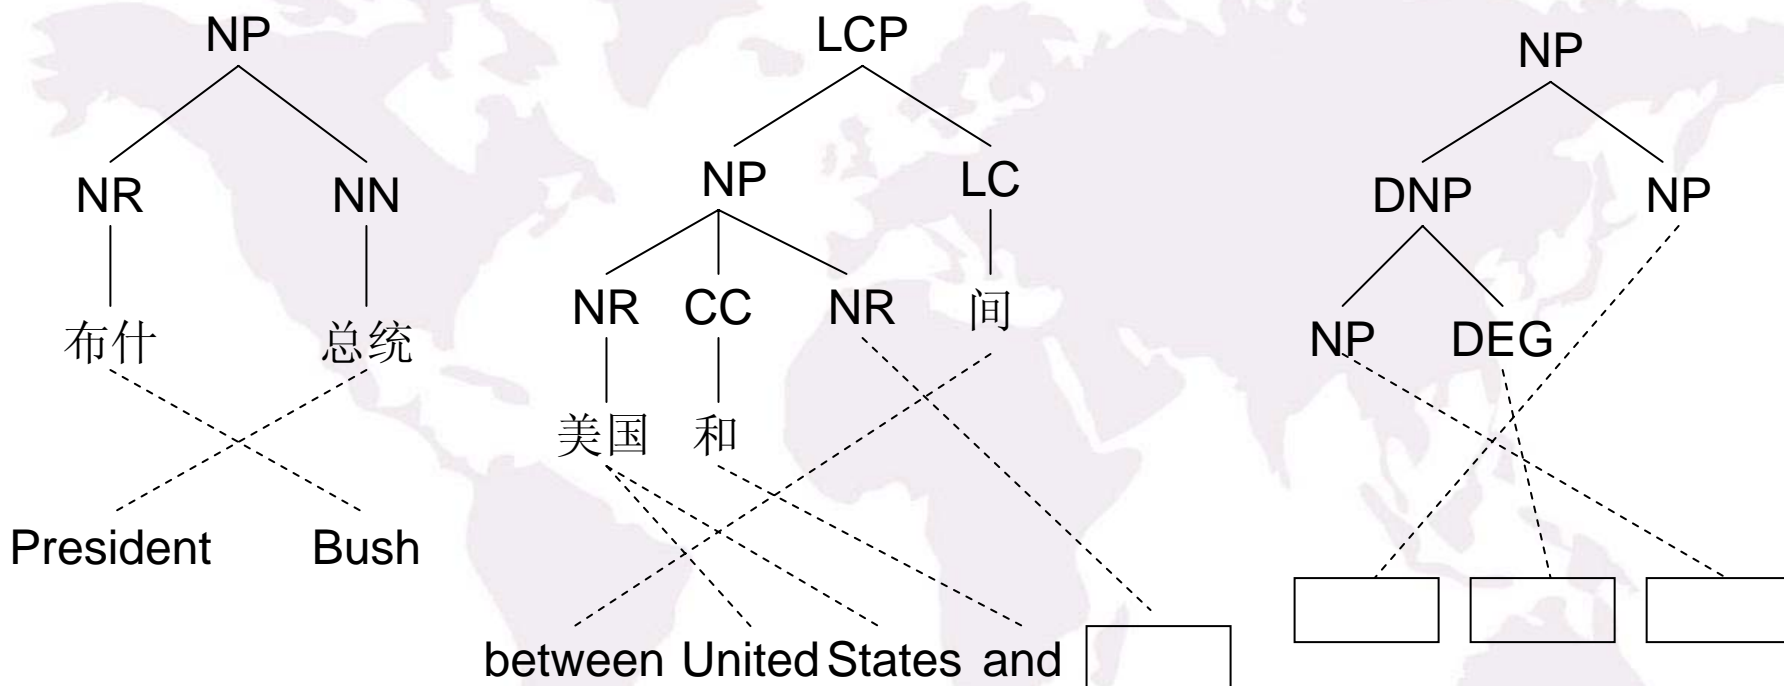 NP LCP NP
NR NN NP LC DNP NP
布什 总统 NR CC NR 间 NP DEG
美国 和
President Bush
between United States and